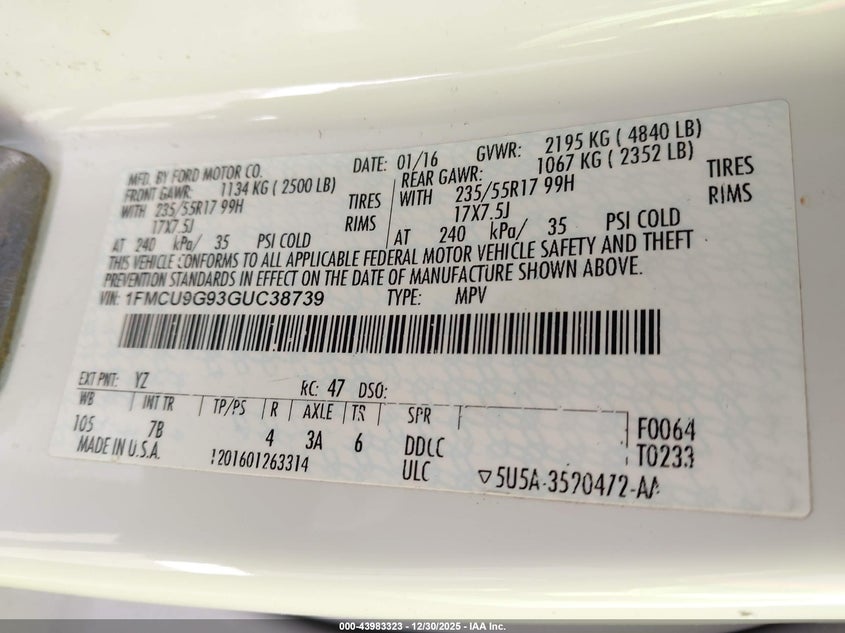 MFD. BY FORD MOTOR CO. DATE: 01/16 GVWR: 2195 KG ( 4840 LB)
FRONT GAWR: 1134 KG ( 2500 LB) REAR GAWR: 1067 KG ( 2352 LB)
WITH 235/55R17 99H TIRES WITH 235/55R17 99H TIRES
17X7.5J RIMS 17X7.5J RIMS
AT 240 kPa/ 35 PSI COLD AT 240 kPa/ 35 PSI COLD
THIS VEHICLE CONFORMS TO ALL APPLICABLE FEDERAL MOTOR VEHICLE SAFETY AND THEFT
PREVENTION STANDARDS IN EFFECT ON THE DATE OF MANUFACTURE SHOWN ABOVE.
VIN: 1FMCU9G93GUC38739 TYPE: MPV
EXT PNT: YZ RC: 47 DSO:
WB INT TR TP/PS R AXLE TR SPR
105 7B 4 3A 6 DDCC F0064
MADE IN U.S.A. 1201601263314 ULC T0233
5U5A-3520472-AA
000-43983323 - 12/30/2025 - IAA Inc.